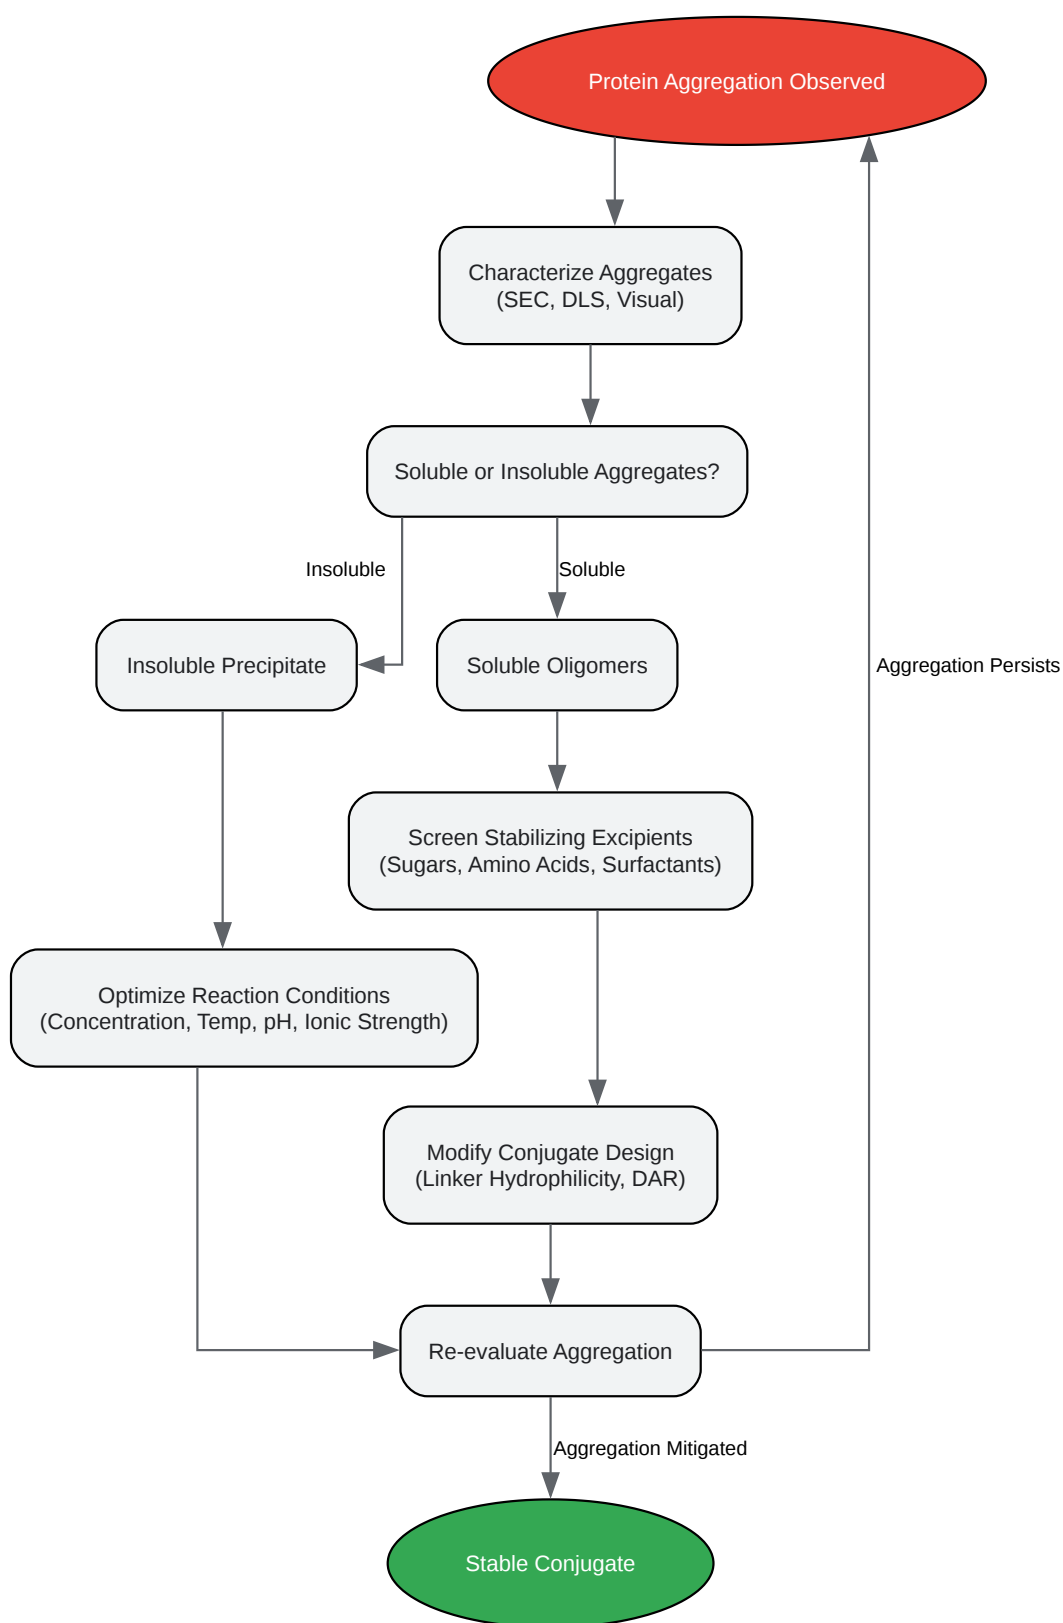 Protein Aggregation Observed
Characterize Aggregates
(SEC, DLS, Visual)
Soluble or Insoluble Aggregates?
Insoluble
Soluble
Insoluble Precipitate
Soluble Oligomers
Aggregation Persists
Screen Stabilizing Excipients
(Sugars, Amino Acids, Surfactants)
Optimize Reaction Conditions
(Concentration, Temp, pH, Ionic Strength)
Modify Conjugate Design
(Linker Hydrophilicity, DAR)
Re-evaluate Aggregation
Aggregation Mitigated
Stable Conjugate